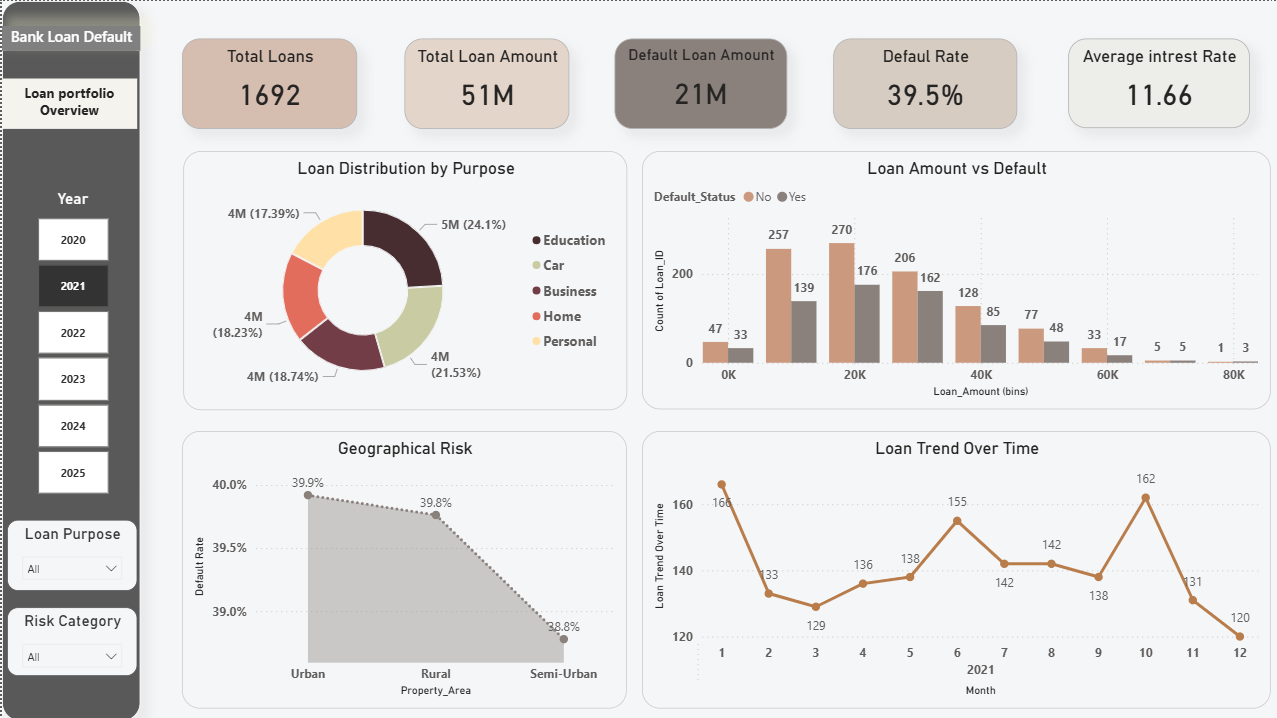 Bank Loan Default
Loan portfolio
Overview
Year
2020
2021
2022
2023
2024
2025
Loan Purpose
All
Risk Category
All
Total Loans
1692
Total Loan Amount
51M
Default Loan Amount
21M
Defaul Rate
39.5%
Average intrest Rate
11.66
Loan Distribution by Purpose
4M (17.39%)
5M (24.1%)
4M
(18.23%)
4M (18.74%)
4M
(21.53%)
Education
Car
Business
Home
Personal
Loan Amount vs Default
Default_Status No Yes
Count of Loan_ID
200
0
47 33 257 139 270 176 206 162 128 85 77 48 33 17 5 5 1 3
0K 20K 40K 60K 80K
Loan_Amount (bins)
Geographical Risk
Default Rate
40.0%
39.5%
39.0%
39.9% 39.8% 38.8%
Urban Rural Semi-Urban
Property_Area
Loan Trend Over Time
Loan Trend Over Time
160
140
120
166 133 129 136 138 155 142 142 138 162 131 120
1 2 3 4 5 6 7 8 9 10 11 12
2021
Month